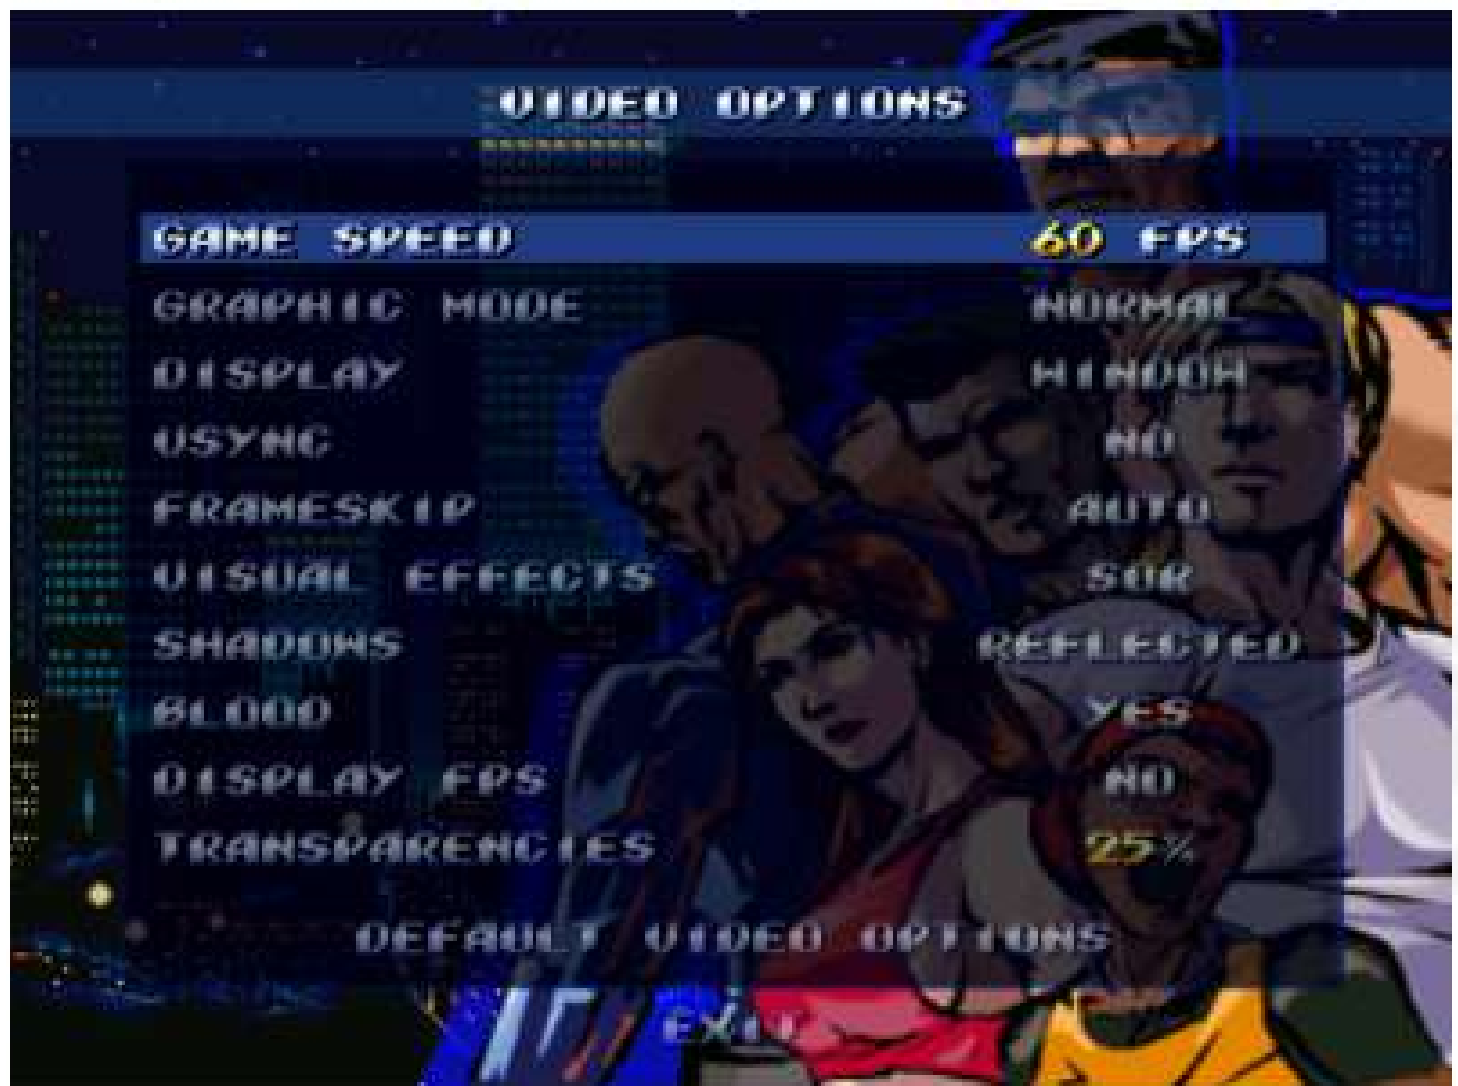 VIDEO OPTIONS
GAME SPEED 60 FPS
GRAPHIC MODE NORMAL
DISPLAY WINDOW
VSYNC NO
FRAMESKIP AUTO
VISUAL EFFECTS SOR
SHADOWS REFLECTED
BLOOD YES
DISPLAY FPS NO
TRANSPARENCIES 25%
DEFAULT VIDEO OPTIONS
EXIT